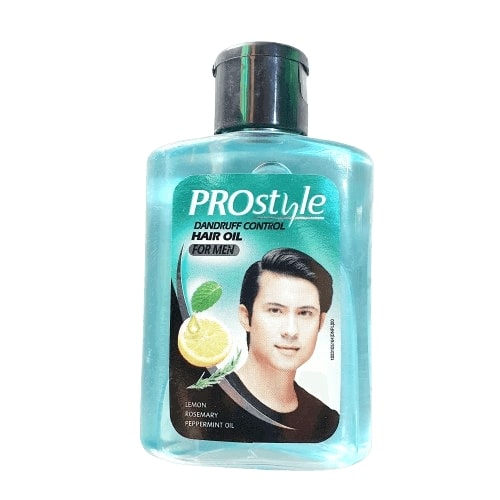 PROstyle
DANDRUFF CONTROL
HAIR OIL
FOR MEN
LEMON
ROSEMARY
PEPPERMINT OIL